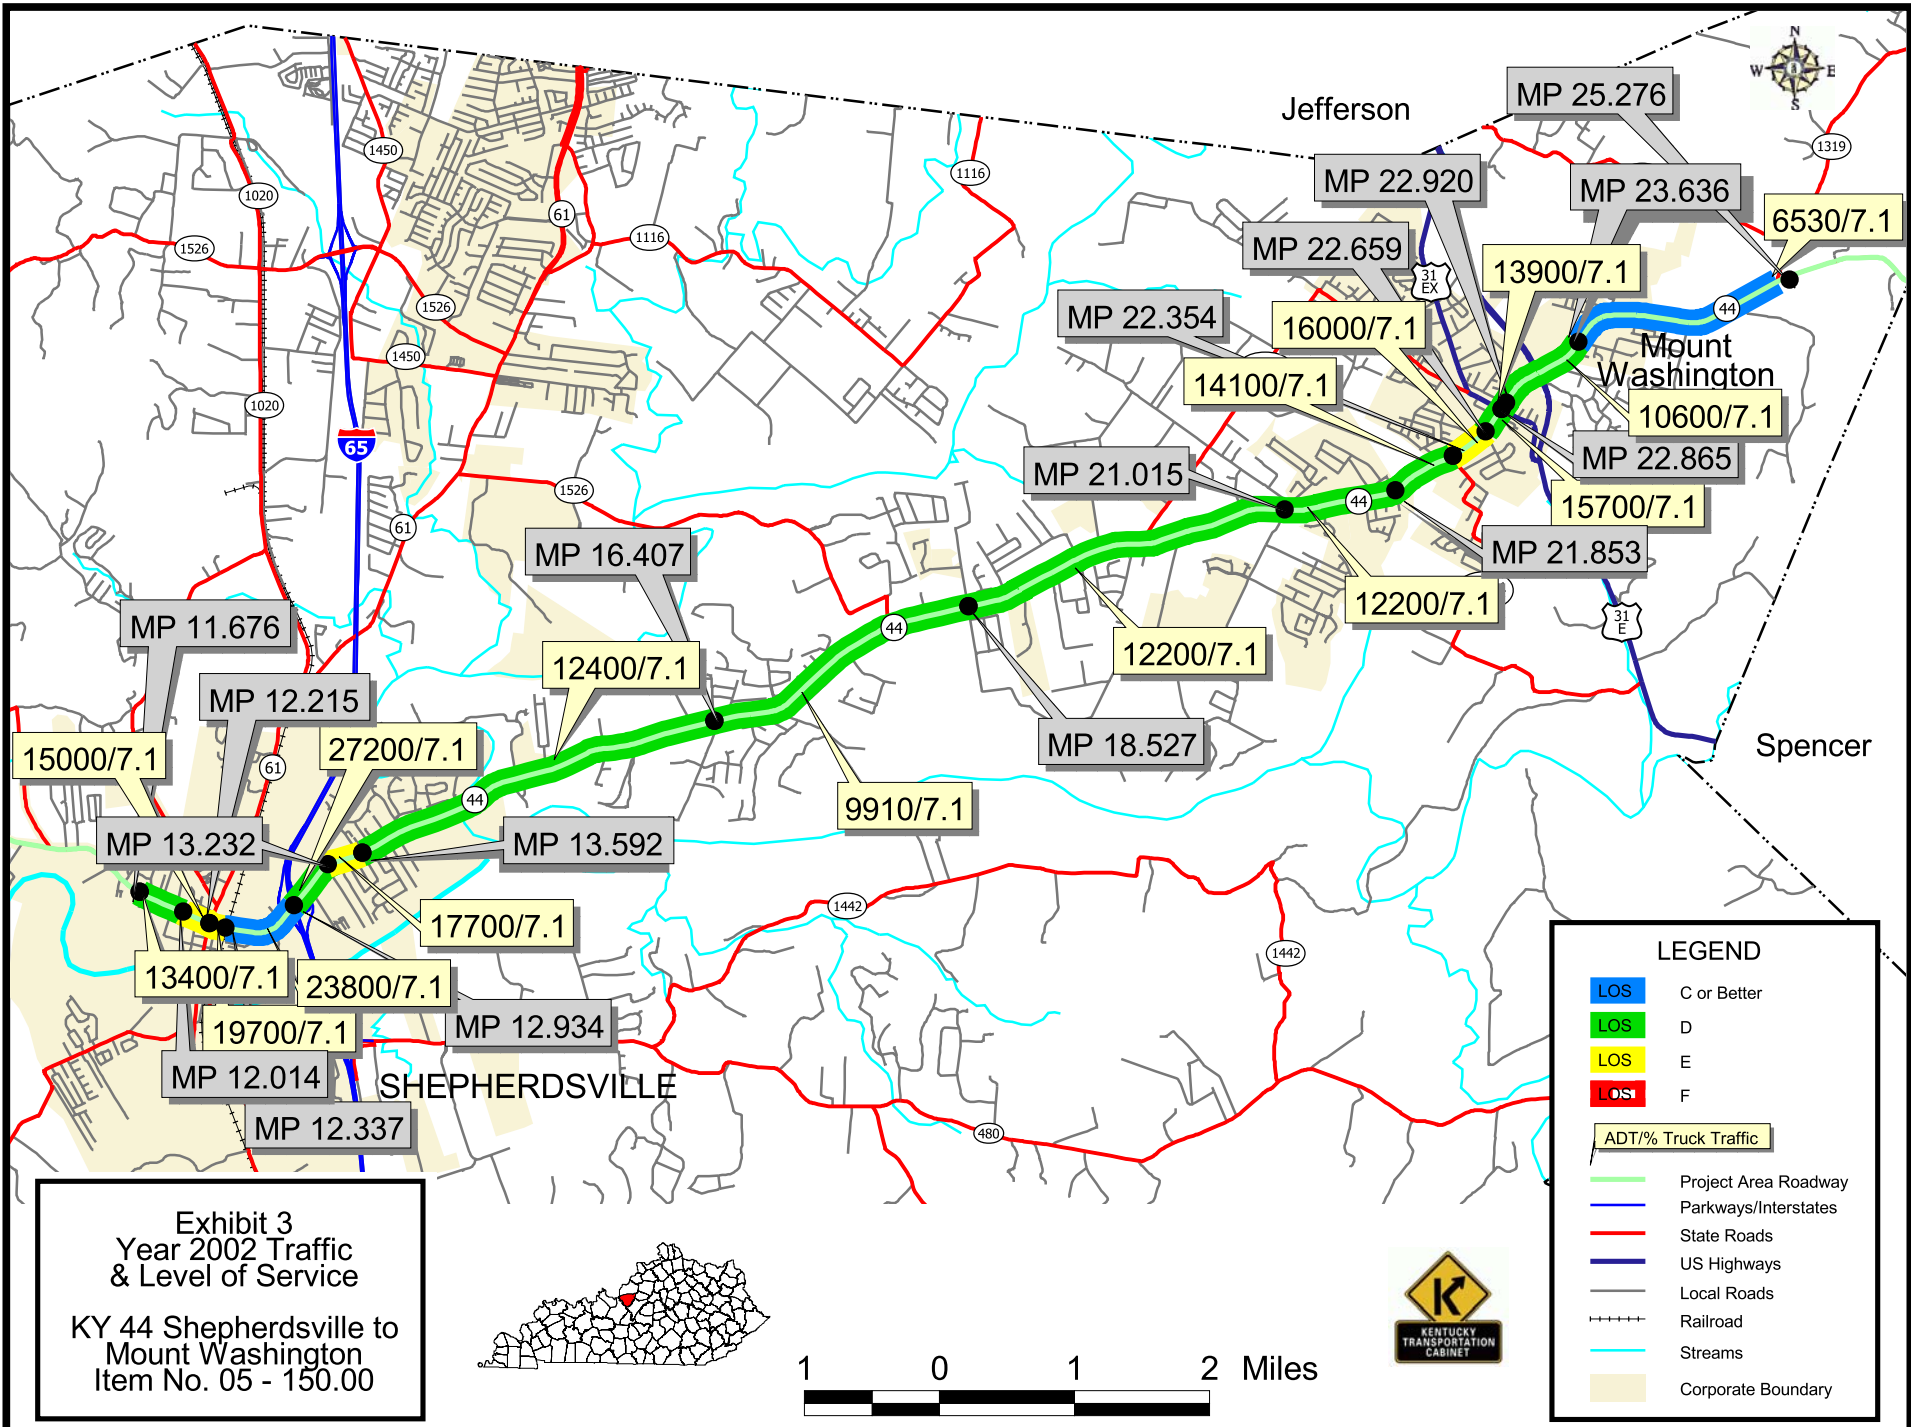 N
W E
S
Jefferson
MP 25.276
1319
1450
MP 22.920
MP 23.636
1116
1020
6530/7.1
61
1116
1526
MP 22.659
13900/7.1
31
EX
1526
MP 22.354
16000/7.1
44
Mount
Washington
1450
14100/7.1
1020
10600/7.1
65
MP 22.865
MP 21.015
1526
44
15700/7.1
61
MP 16.407
MP 21.853
12200/7.1
MP 11.676
44
31
E
12400/7.1
12200/7.1
MP 12.215
15000/7.1
27200/7.1
MP 18.527
Spencer
61
44
9910/7.1
MP 13.232
MP 13.592
1442
17700/7.1
1442
13400/7.1
23800/7.1
19700/7.1
MP 12.934
MP 12.014
SHEPHERDSVILLE
MP 12.337
480
LEGEND
LOS C or Better
LOS D
LOS E
LOS F
ADT/% Truck Traffic
Project Area Roadway
Parkways/Interstates
State Roads
US Highways
Local Roads
Railroad
Streams
Corporate Boundary
Exhibit 3
Year 2002 Traffic
& Level of Service
KY 44 Shepherdsville to
Mount Washington
Item No. 05 - 150.00
KENTUCKY
TRANSPORTATION
CABINET
1 0 1 2 Miles